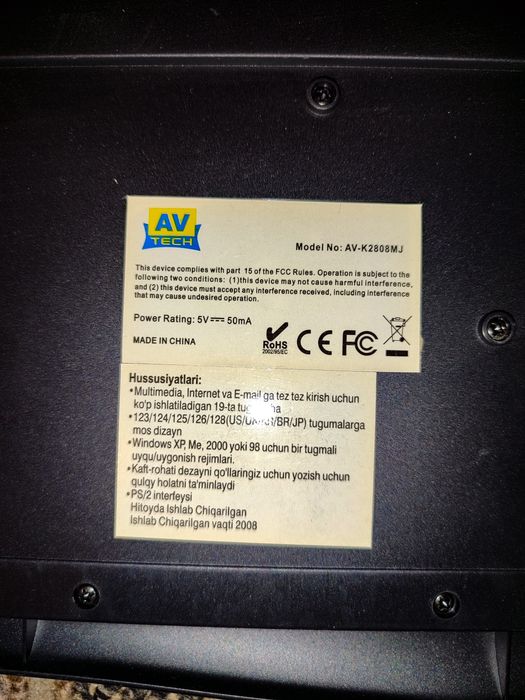 AV
TECH
Model No: AV-K2808MJ
This device complies with part 15 of the FCC Rules. Operation is subject to the
following two conditions: (1)this device may not cause harmful interference,
and (2) this device must accept any interference received, including interference
that may cause undesired operation.
Power Rating: 5V 50mA
MADE IN CHINA
RoHS
2002/95/EC
CE FC
Hussusiyatlari:
•Multimedia, Internet va E-mail ga tez tez kirish uchun
ko'p ishlatiladigan 19-ta
•123/124/125/126/128(US/ /BR/JP) tugumalarga
mos dizayn
•Windows XP, Me, 2000 yoki 98 uchun bir tugmali
uyqu/uygonish rejimlari.
•Kaft-rohati dezayni qo'llaringiz uchun yozish uchun
qulqy holatni ta'minlaydi
•PS/2 interfeysi
Hitoyda Ishlab Chiqarilgan
Ishlab Chiqarilgan vaqti 2008